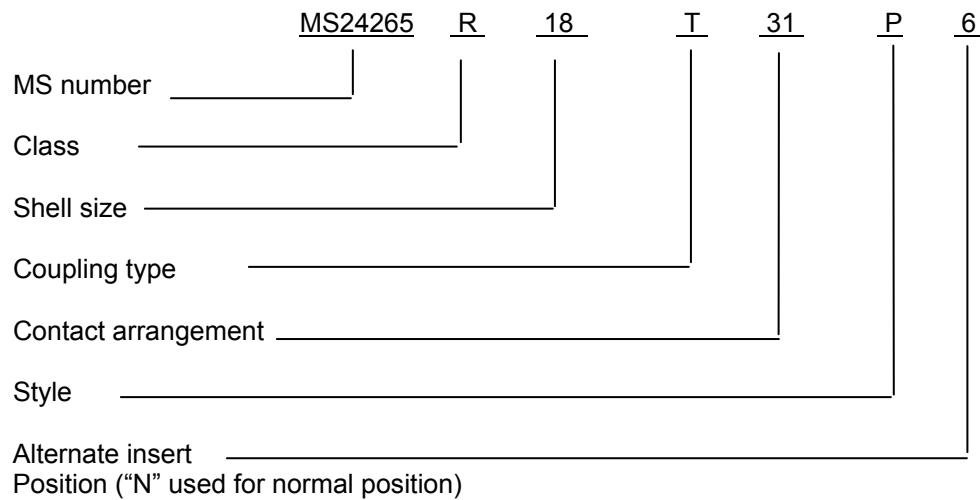 MS24265 R 18 T 31 P 6
MS number
Class
Shell size
Coupling type
Contact arrangement
Style
Alternate insert
Position (“N” used for normal position)